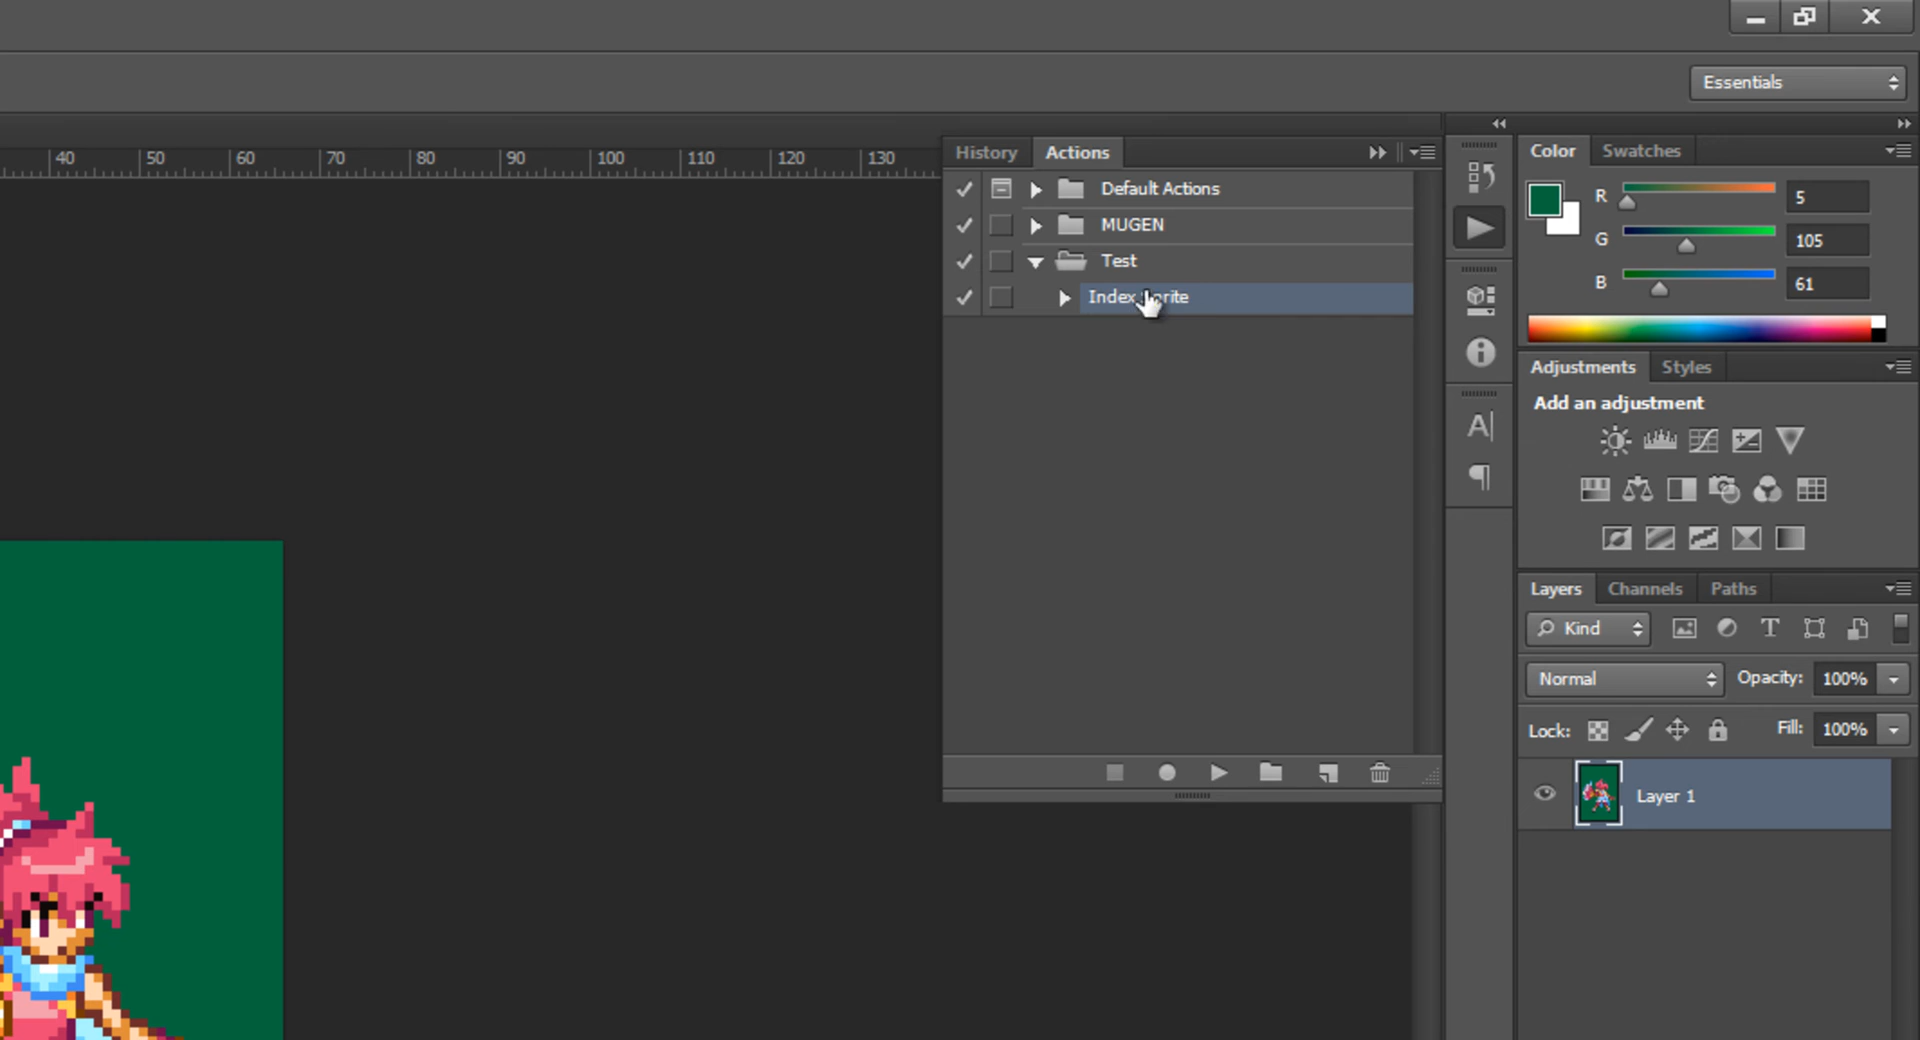 Essentials
40 50 60 70 80 90 100 110 120 130
History Actions
Default Actions
MUGEN
Test
Index
Color Swatches
R 5
G 105
B 61
Adjustments Styles
Add an adjustment
Layers Channels Paths
Kind
Normal Opacity: 100%
Lock: Fill: 100%
Layer 1